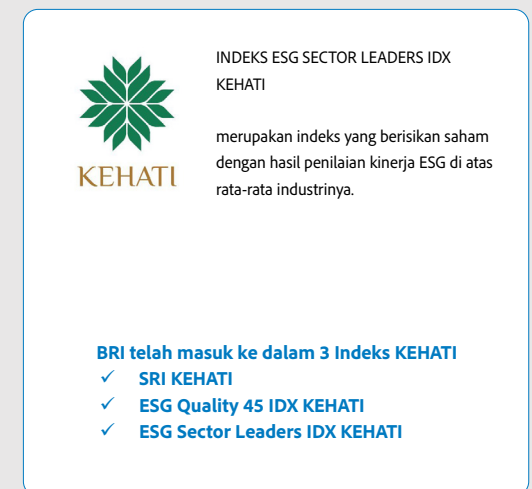 KEHATI
INDEKS ESG SECTOR LEADERS IDX
KEHATI
merupakan indeks yang berisikan saham
dengan hasil penilaian kinerja ESG di atas
rata-rata industrinya.
BRI telah masuk ke dalam 3 Indeks KEHATI
✓ SRI KEHATI
✓ ESG Quality 45 IDX KEHATI
✓ ESG Sector Leaders IDX KEHATI